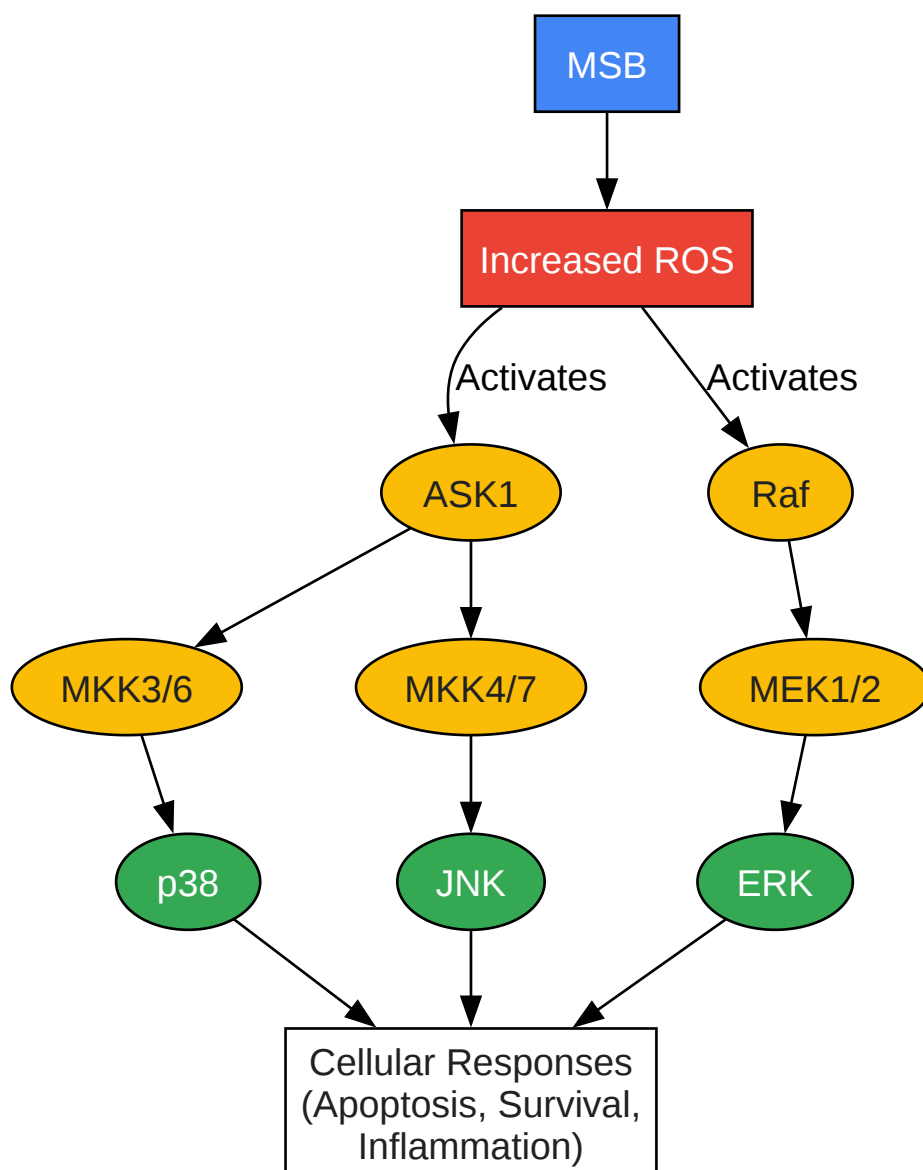 MSB
Increased ROS
Activates
Activates
ASK1
Raf
MKK3/6
MKK4/7
MEK1/2
p38
JNK
ERK
Cellular Responses
(Apoptosis, Survival,
Inflammation)